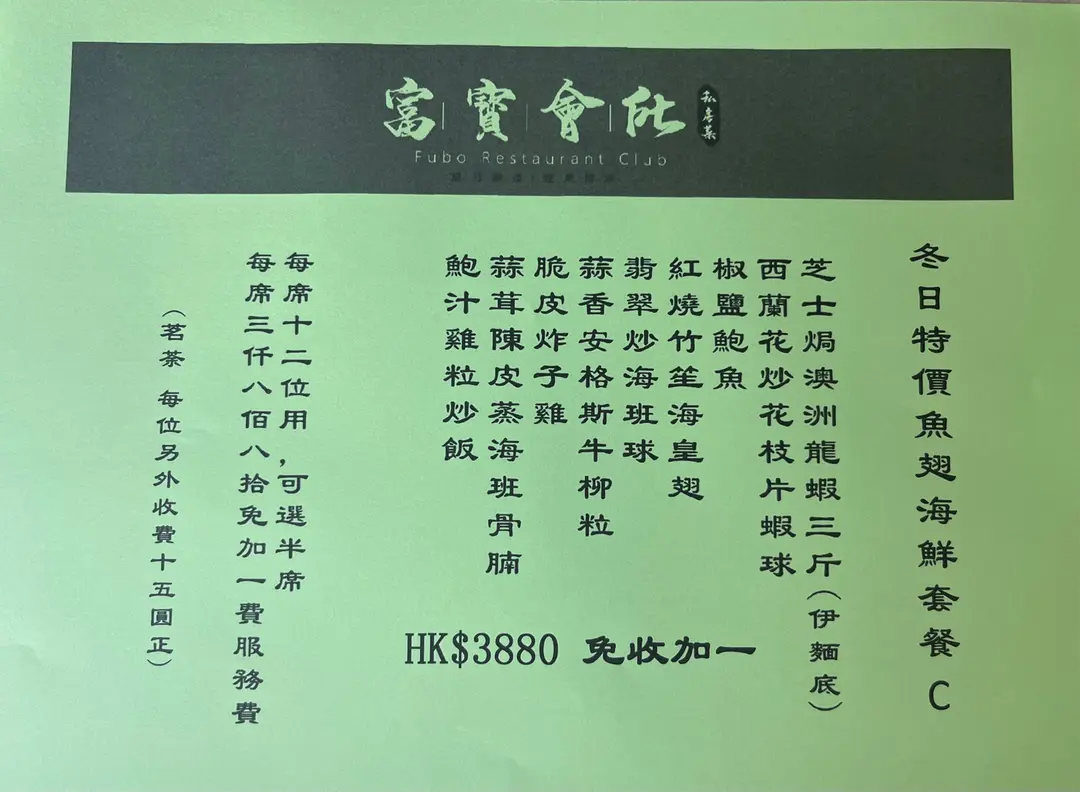 富寶會所
私房菜
Fubo Restaurant Club
冬日特價魚翅海鮮套餐 C
芝士焗澳洲龍蝦三斤(伊麵底)
西蘭花炒花枝片蝦球
椒鹽鮑魚
紅燒竹笙海皇翅
翡翠炒海班球
蒜香安格斯牛柳粒
脆皮炸子雞
蒜茸陳皮蒸海班骨腩
鮑汁雞粒炒飯
HK$3880 免收加一
每席十二位用,可選半席
每席三仟八佰八拾免加一費服務費
(茗茶 每位另外收費十五圓正)